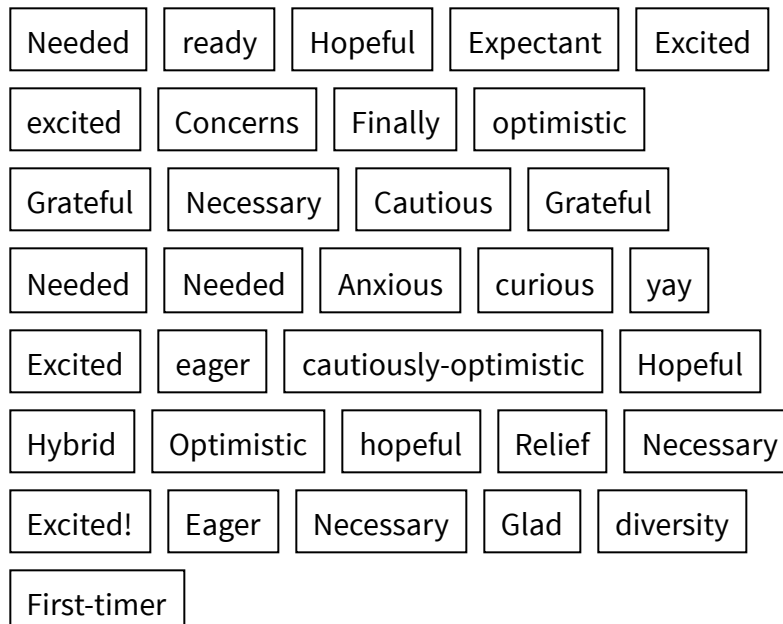 Needed ready Hopeful Expectant Excited
excited Concerns Finally optimistic
Grateful Necessary Cautious Grateful
Needed Needed Anxious curious yay
Excited eager cautiously-optimistic Hopeful
Hybrid Optimistic hopeful Relief Necessary
Excited! Eager Necessary Glad diversity
First-timer